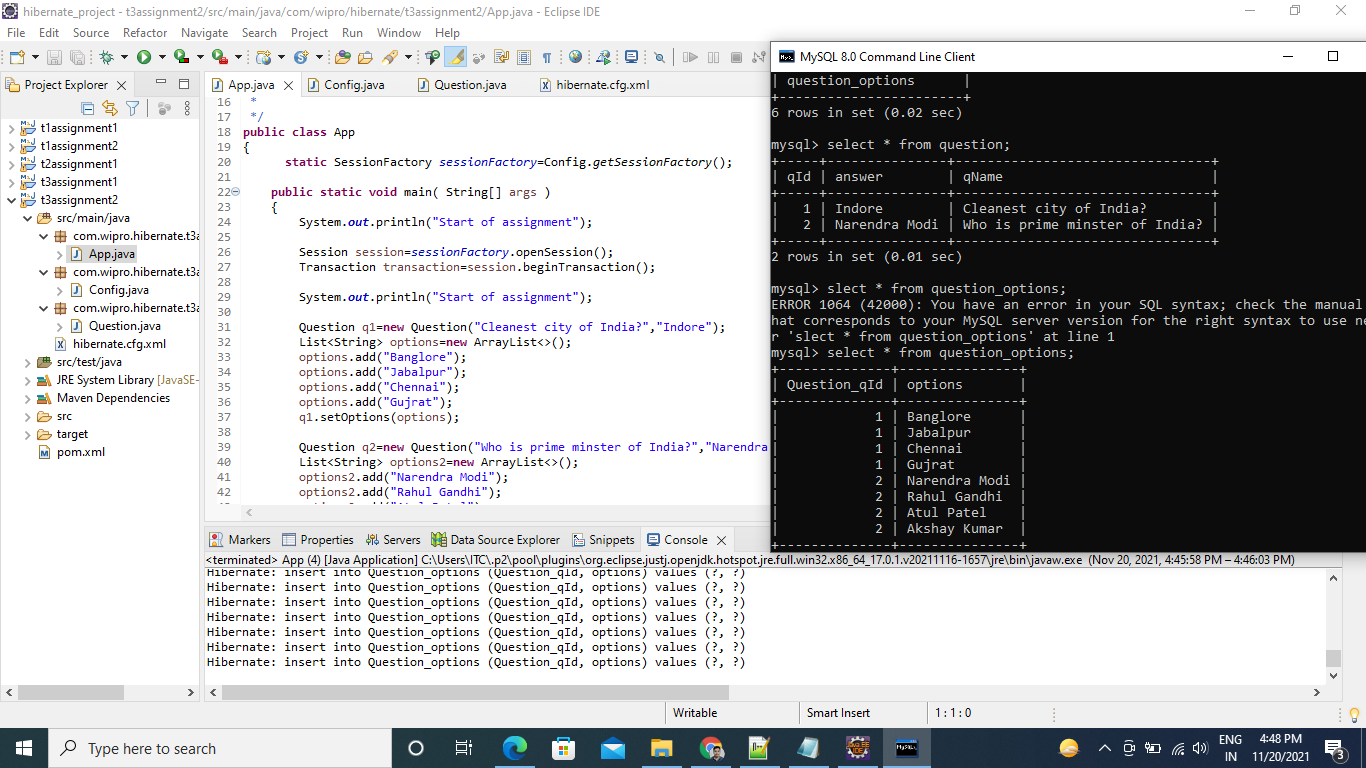 hibernate_project - t3assignment2/src/main/java/com/wipro/hibernate/t3assignment2/App.java - Eclipse IDE
File Edit Source Refactor Navigate Search Project Run Window Help
Project Explorer
t1assignment1
t1assignment2
t2assignment1
t3assignment1
t3assignment2
src/main/java
com.wipro.hibernate.t3a
App.java
com.wipro.hibernate.t3a
Config.java
com.wipro.hibernate.t3a
Question.java
hibernate.cfg.xml
src/test/java
JRE System Library [JavaSE-
Maven Dependencies
src
target
pom.xml
App.java Config.java Question.java hibernate.cfg.xml
16 *
17 */
18 public class App
19 {
20 static SessionFactory sessionFactory=Config.getSessionFactory();
21
22 public static void main( String[] args )
23 {
24 System.out.println("Start of assignment");
25
26 Session session=sessionFactory.openSession();
27 Transaction transaction=session.beginTransaction();
28
29 System.out.println("Start of assignment");
30
31 Question q1=new Question("Cleanest city of India?","Indore");
32 List<String> options=new ArrayList<>();
33 options.add("Banglore");
34 options.add("Jabalpur");
35 options.add("Chennai");
36 options.add("Gujrat");
37 q1.setOptions(options);
38
39 Question q2=new Question("Who is prime minster of India?","Narendra
40 List<String> options2=new ArrayList<>();
41 options2.add("Narendra Modi");
42 options2.add("Rahul Gandhi");
MySQL 8.0 Command Line Client
| question_options |
+----------------------+
6 rows in set (0.02 sec)
mysql> select * from question;
+-----+---------------+--------------------------------+
| qId | answer | qName |
+-----+---------------+--------------------------------+
| 1 | Indore | Cleanest city of India? |
| 2 | Narendra Modi | Who is prime minster of India? |
+-----+---------------+--------------------------------+
2 rows in set (0.01 sec)
mysql> slect * from question_options;
ERROR 1064 (42000): You have an error in your SQL syntax; check the manual
hat corresponds to your MySQL server version for the right syntax to use ne
r 'slect * from question_options' at line 1
mysql> select * from question_options;
+--------------+---------------+
| Question_qId | options |
+--------------+---------------+
| 1 | Banglore |
| 1 | Jabalpur |
| 1 | Chennai |
| 1 | Gujrat |
| 2 | Narendra Modi |
| 2 | Rahul Gandhi |
| 2 | Atul Patel |
| 2 | Akshay Kumar |
+--------------+---------------+
Markers Properties Servers Data Source Explorer Snippets Console
<terminated> App (4) [Java Application] C:\Users\ITC\.p2\pool\plugins\org.eclipse.justj.openjdk.hotspot.jre.full.win32.x86_64_17.0.1.v20211116-1657\jre\bin\javaw.exe (Nov 20, 2021, 4:45:58 PM – 4:46:03 PM)
Hibernate: insert into Question_options (Question_qId, options) values (?, ?)
Hibernate: insert into Question_options (Question_qId, options) values (?, ?)
Hibernate: insert into Question_options (Question_qId, options) values (?, ?)
Hibernate: insert into Question_options (Question_qId, options) values (?, ?)
Hibernate: insert into Question_options (Question_qId, options) values (?, ?)
Hibernate: insert into Question_options (Question_qId, options) values (?, ?)
Hibernate: insert into Question_options (Question_qId, options) values (?, ?)
Writable Smart Insert 1 : 1 : 0
Type here to search
ENG
IN
4:48 PM
11/20/2021
3